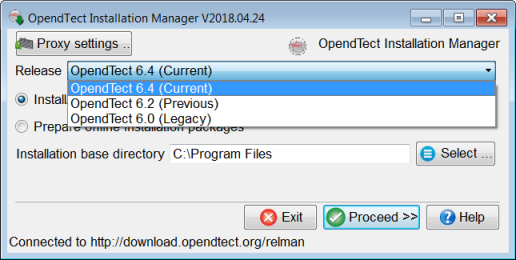 OpendTect Installation Manager V2018.04.24
Proxy settings ..
OpendTect Installation Manager
Release OpendTect 6.4 (Current)
OpendTect 6.4 (Current)
Install
OpendTect 6.2 (Previous)
OpendTect 6.0 (Legacy)
Prepare offline installation packages
Installation base directory C:\Program Files Select ...
Exit Proceed >> Help
Connected to http://download.opendtect.org/relman